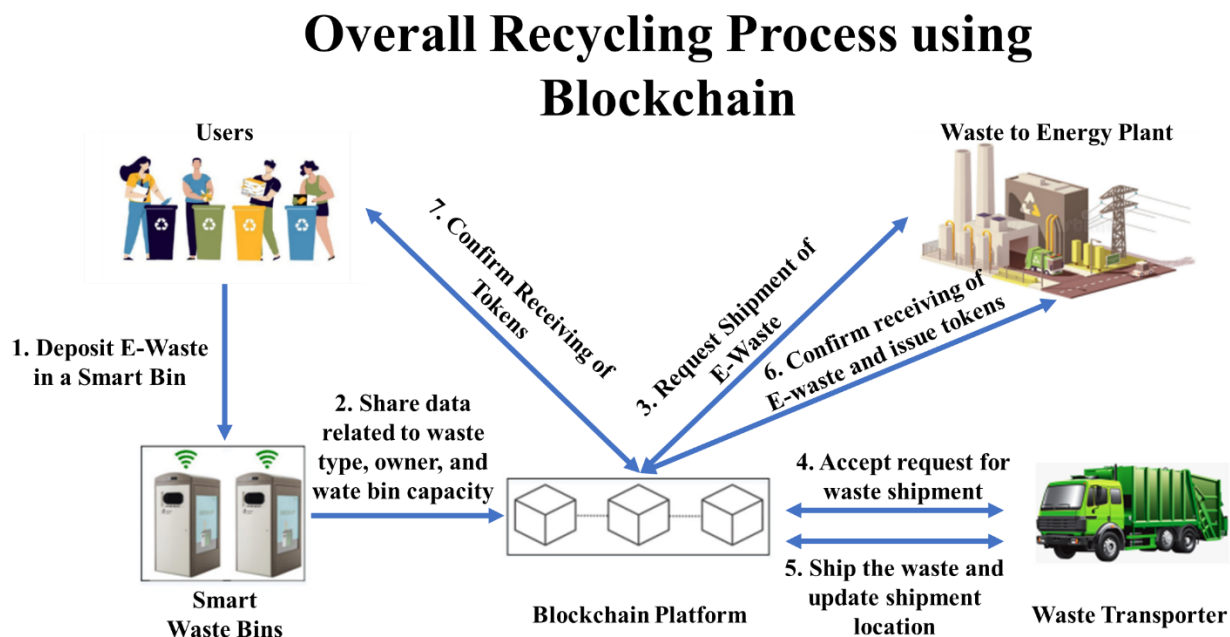 Overall Recycling Process using
Blockchain
Users
Waste to Energy Plant
7. Confirm Receiving of
Tokens
3. Request Shipment of
E-Waste
6. Confirm receiving of
E-waste and issue tokens
1. Deposit E-Waste
in a Smart Bin
2. Share data
related to waste
type, owner, and
wate bin capacity
4. Accept request for
waste shipment
5. Ship the waste and
update shipment
location
Smart
Waste Bins
Blockchain Platform
Waste Transporter